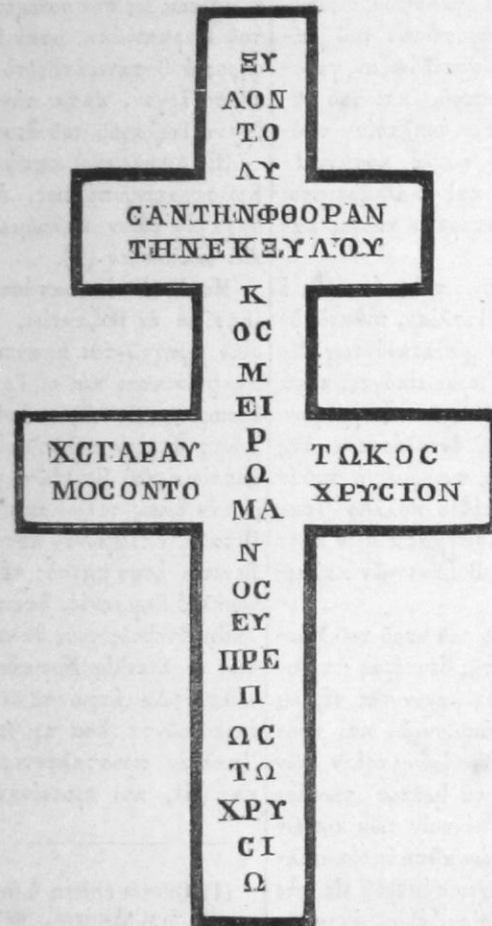 ΞΥ
ΛΟΝ
ΤΟ
ΛΥ
CΑΝΤΗΝΦΘΟΡΑΝ
ΤΗΝΕΚΞΥΛΟΥ
Κ
ΟC
ΜΕΙ
ΧCΓΑΡΑΥ Ρ ΤΩΚΟC
ΜΟCΟΝΤΟ Ω ΧΡΥCΙΟΝ
ΜΑ
Ν
ΟC
ΕΥ
ΠΡΕ
Π
ΩC
ΤΩ
ΧΡΥ
CΙ
Ω